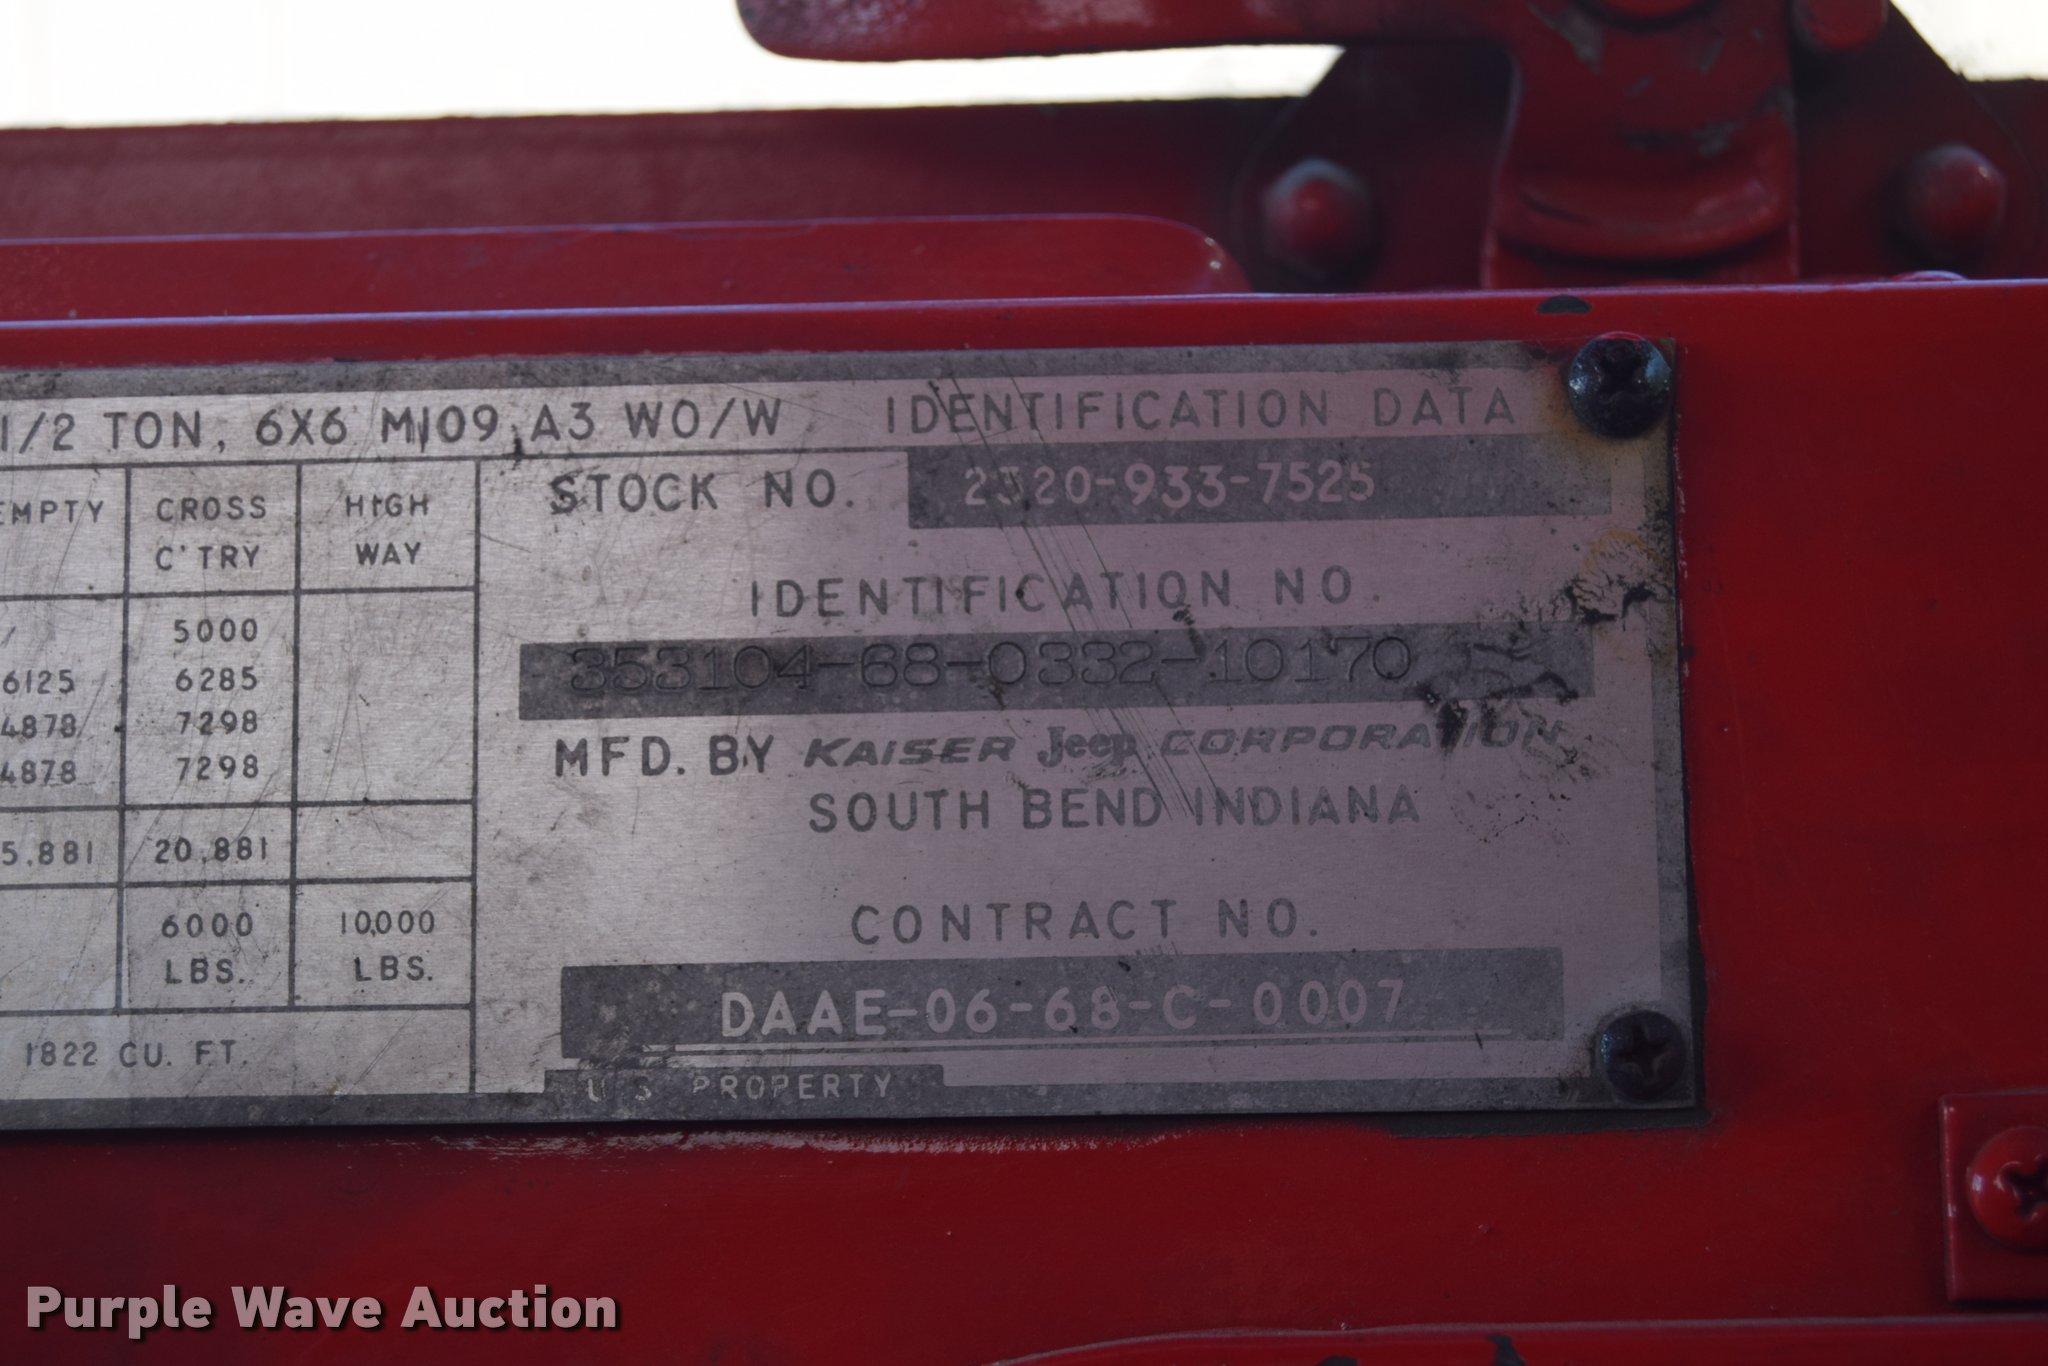 1/2 TON, 6X6 M109 A3 WO/W
IDENTIFICATION DATA
EMPTY
CROSS C'TRY
HIGH WAY
5000
6125 6285
4878 7298
4878 7298
5,881 20,881
6000 LBS.
10,000 LBS.
1822 CU. FT.
STOCK NO. 2320-933-7525
IDENTIFICATION NO.
353104-68-0332-10170
MFD. BY KAISER Jeep CORPORATION
SOUTH BEND INDIANA
CONTRACT NO.
DAAE-06-68-C-0007
U S PROPERTY
Purple Wave Auction